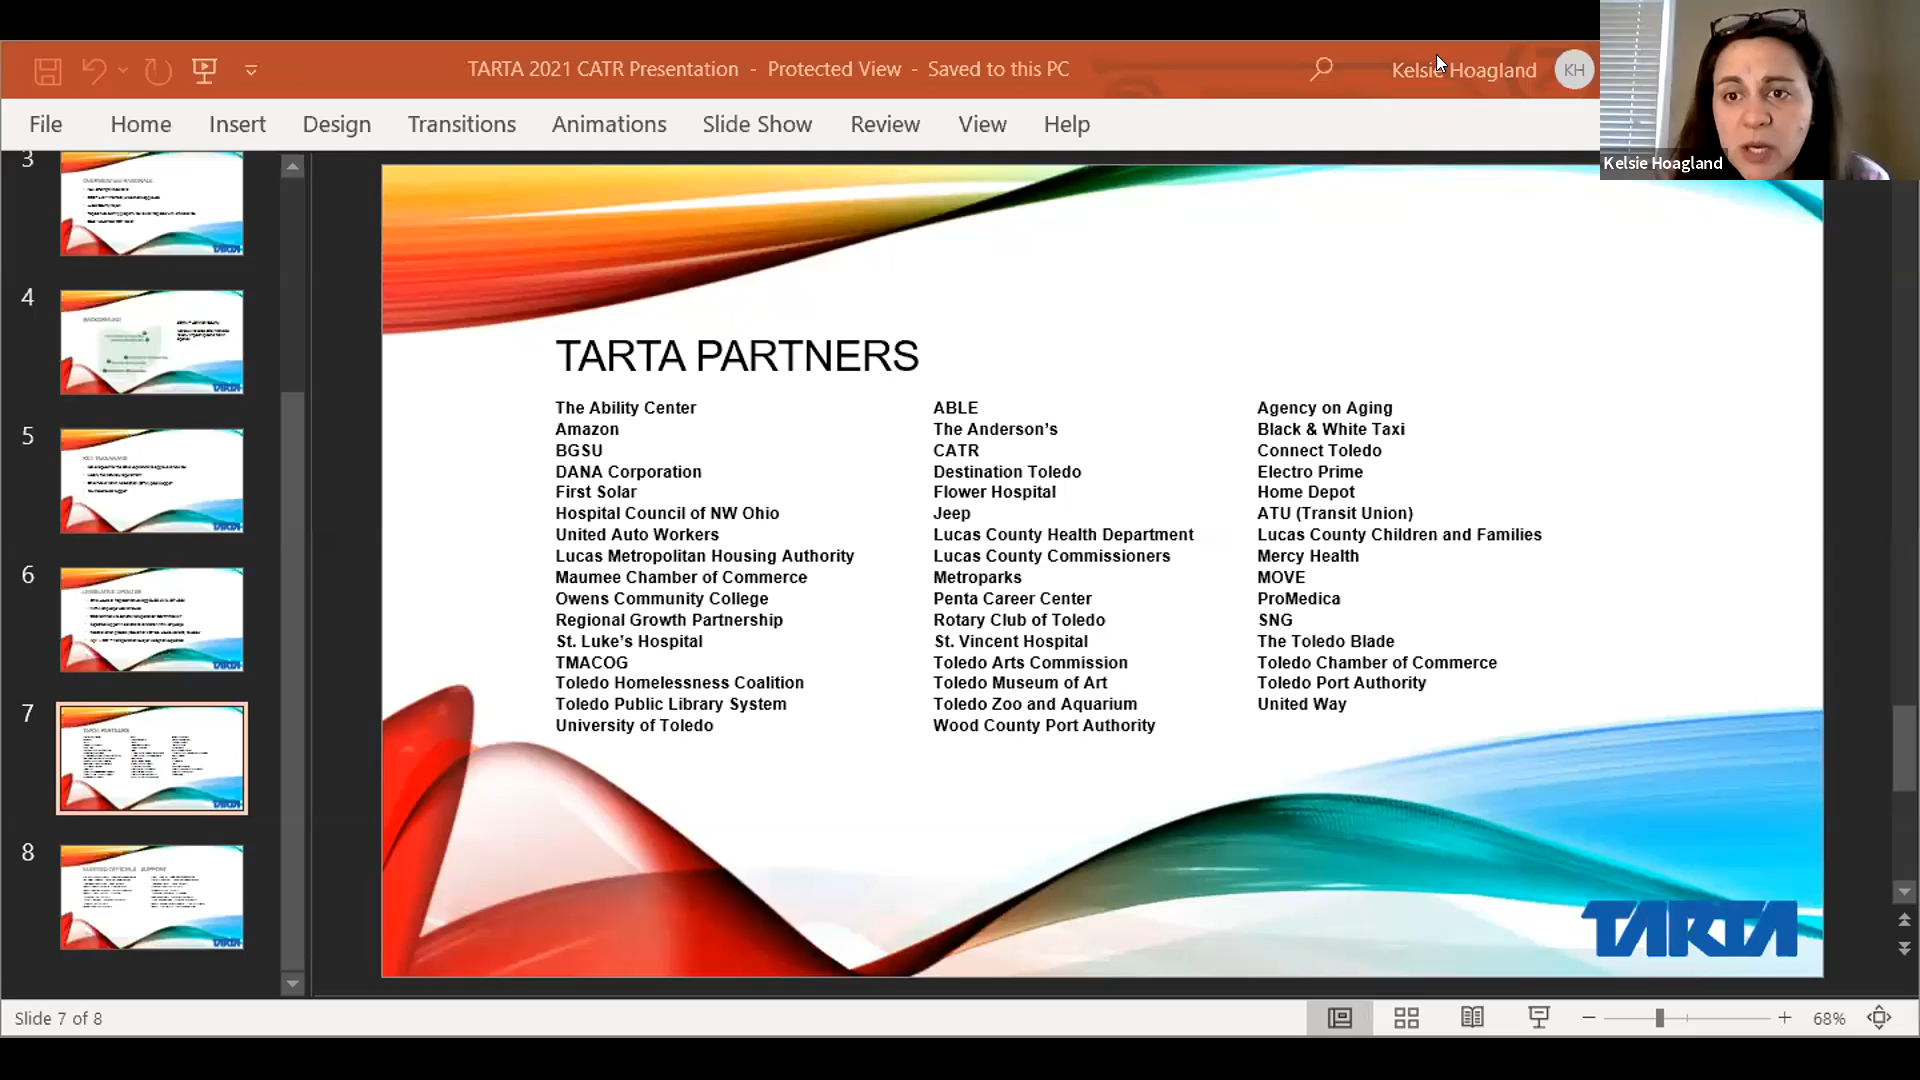 TARTA 2021 CATR Presentation - Protected View - Saved to this PC
Kelsie Hoagland
KH
File Home Insert Design Transitions Animations Slide Show Review View Help
Kelsie Hoagland
3
4
5
6
7
8
TARTA PARTNERS
The Ability Center
Amazon
BGSU
DANA Corporation
First Solar
Hospital Council of NW Ohio
United Auto Workers
Lucas Metropolitan Housing Authority
Maumee Chamber of Commerce
Owens Community College
Regional Growth Partnership
St. Luke's Hospital
TMACOG
Toledo Homelessness Coalition
Toledo Public Library System
University of Toledo
ABLE
The Anderson's
CATR
Destination Toledo
Flower Hospital
Jeep
Lucas County Health Department
Lucas County Commissioners
Metroparks
Penta Career Center
Rotary Club of Toledo
St. Vincent Hospital
Toledo Arts Commission
Toledo Museum of Art
Toledo Zoo and Aquarium
Wood County Port Authority
Agency on Aging
Black & White Taxi
Connect Toledo
Electro Prime
Home Depot
ATU (Transit Union)
Lucas County Children and Families
Mercy Health
MOVE
ProMedica
SNG
The Toledo Blade
Toledo Chamber of Commerce
Toledo Port Authority
United Way
TARTA
Slide 7 of 8
68%